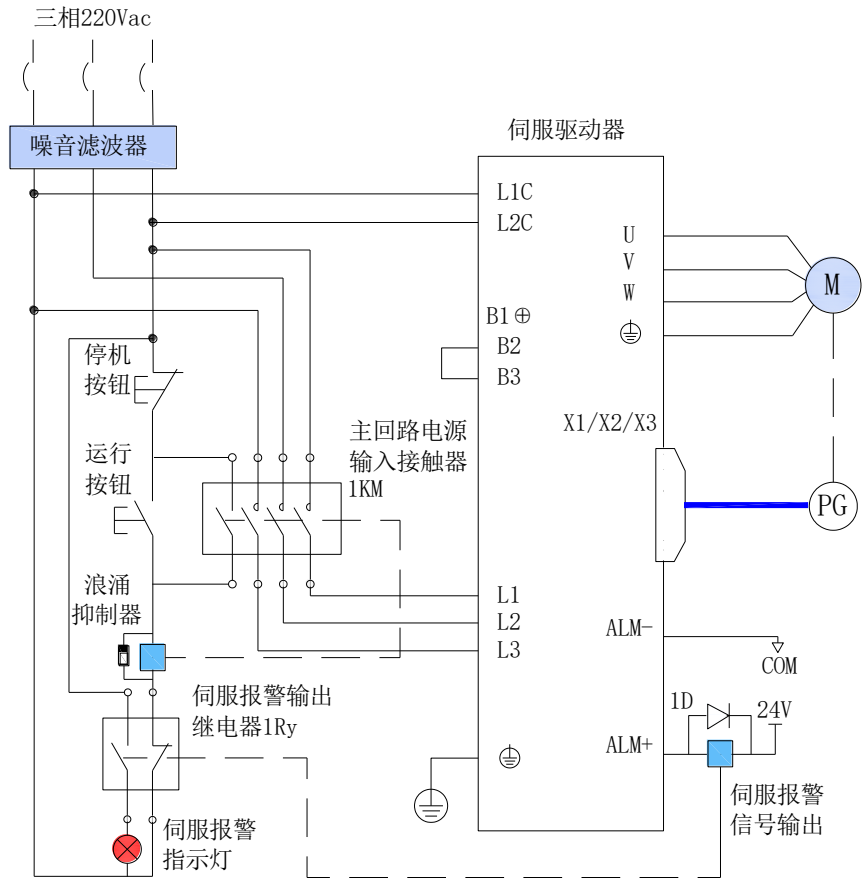 三相220Vac
噪音滤波器
伺服驱动器
L1C
L2C
U
V
W
M
B1⊕
B2
B3
停机
按钮
X1/X2/X3
主回路电源
输入接触器
1KM
运行
按钮
PG
浪涌
抑制器
L1
L2
L3
ALM-
COM
伺服报警输出
继电器1Ry
1D
24V
ALM+
伺服报警
信号输出
伺服报警
指示灯